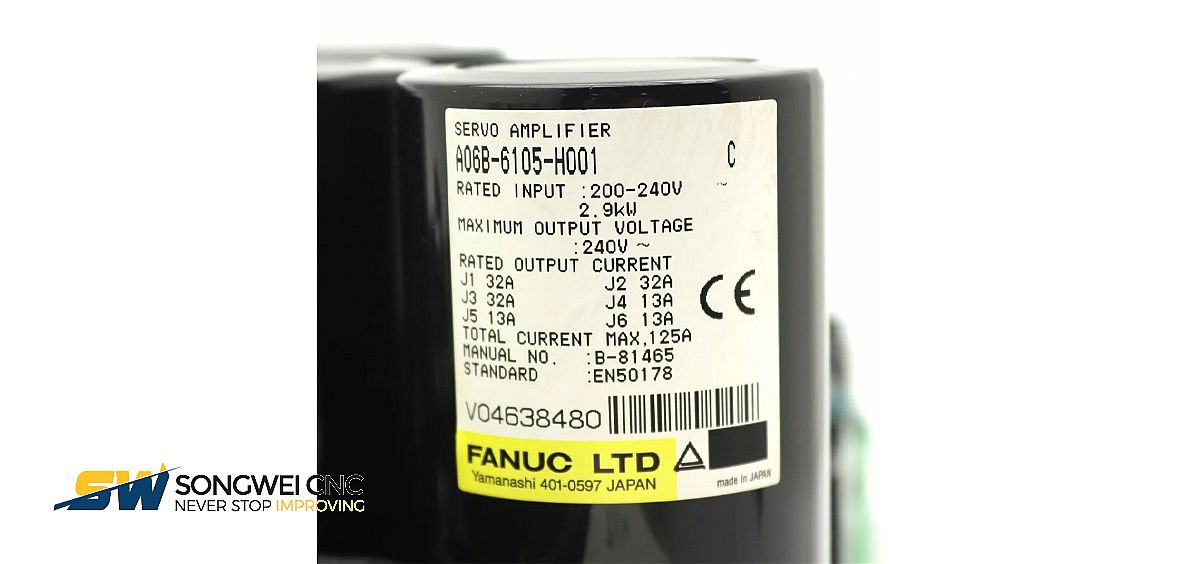 SERVO AMPLIFIER
A06B-6105-H001 C
RATED INPUT :200-240V ~
2.9kW
MAXIMUM OUTPUT VOLTAGE
:240V ~
RATED OUTPUT CURRENT
J1 32A J2 32A
J3 32A J4 13A
J5 13A J6 13A
CE
TOTAL CURRENT MAX,125A
MANUAL NO. :B-81465
STANDARD :EN50178
V04638480
FANUC LTD
Yamanashi 401-0597 JAPAN
made in JAPAN
SW SONGWEI CNC
NEVER STOP IMPROVING